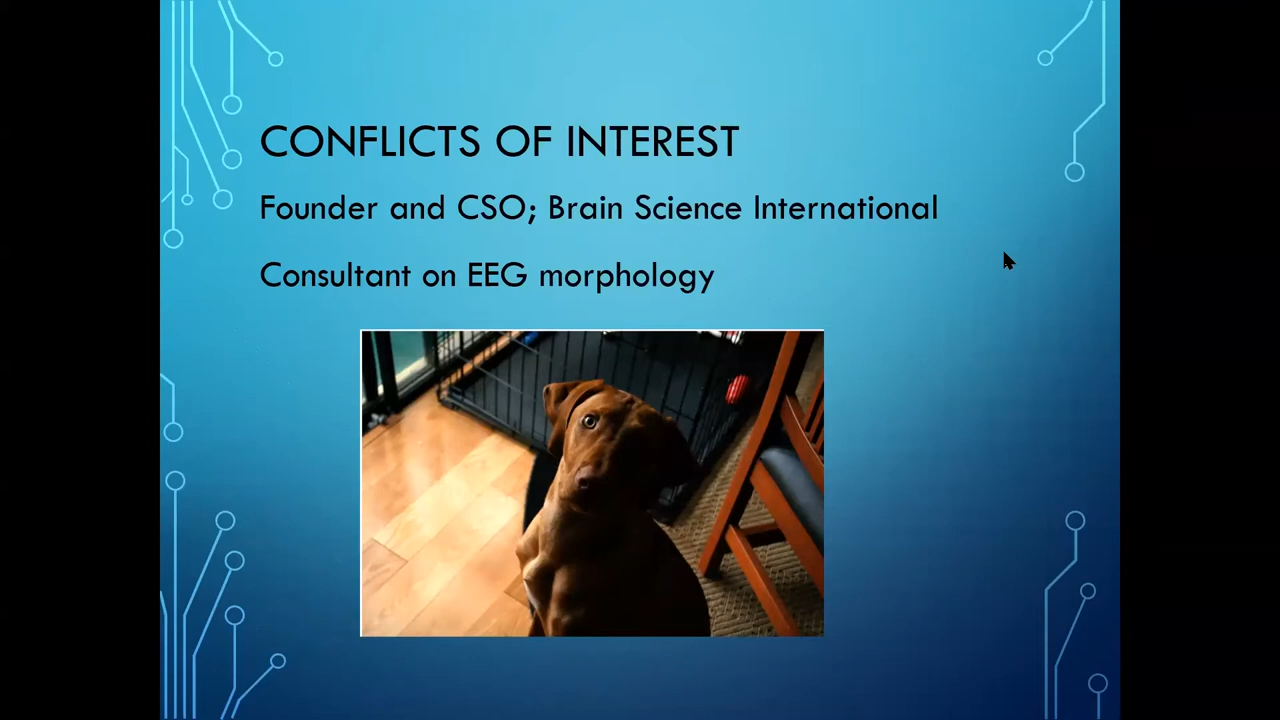 CONFLICTS OF INTEREST
Founder and CSO; Brain Science International
Consultant on EEG morphology